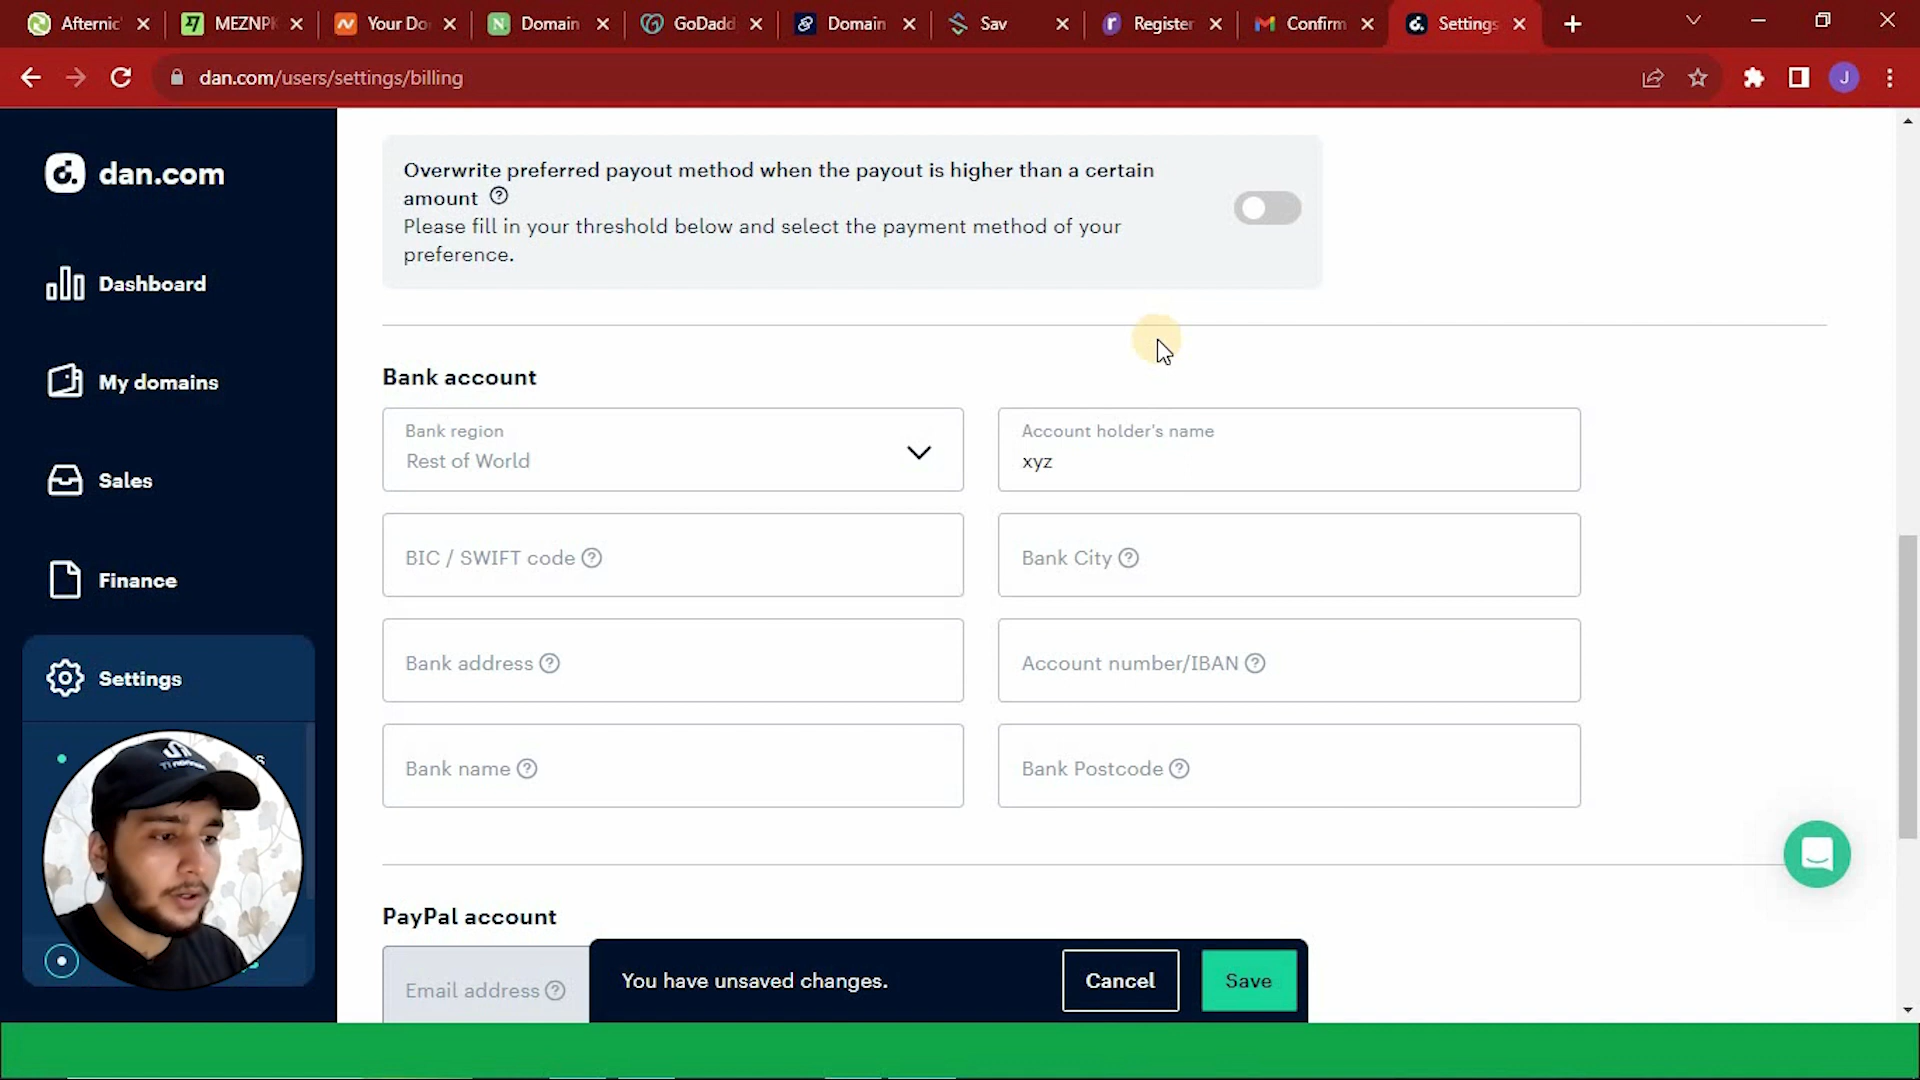 Afternic'
MEZNPK
Your Do
Domain
GoDadd
Domain
Sav
Register
Confirm
Settings
dan.com/users/settings/billing
J
dan.com
Dashboard
My domains
Sales
Finance
Settings
Overwrite preferred payout method when the payout is higher than a certain
amount
Please fill in your threshold below and select the payment method of your
preference.
Bank account
Bank region
Rest of World
Account holder's name
xyz
BIC / SWIFT code
Bank City
Bank address
Account number/IBAN
Bank name
Bank Postcode
PayPal account
Email address
You have unsaved changes.
Cancel
Save